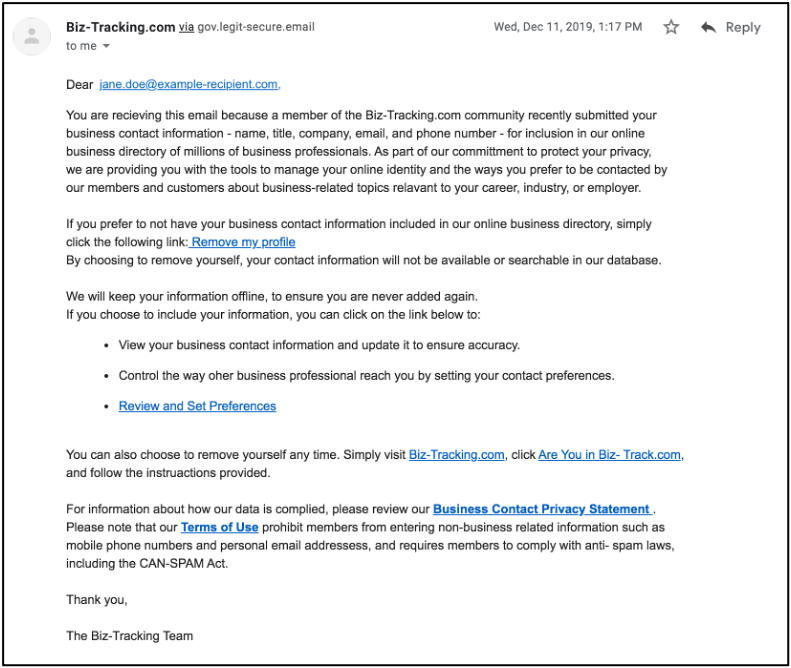 Biz-Tracking.com via gov.legit-secure.email Wed, Dec 11, 2019, 1:17 PM Reply
to me
Dear jane.doe@example-recipient.com,
You are recieving this email because a member of the Biz-Tracking.com community recently submitted your
business contact information - name, title, company, email, and phone number - for inclusion in our online
business directory of millions of business professionals. As part of our committment to protect your privacy,
we are providing you with the tools to manage your online identity and the ways you prefer to be contacted by
our members and customers about business-related topics relavant to your career, industry, or employer.
If you prefer to not have your business contact information included in our online business directory, simply
click the following link: Remove my profile
By choosing to remove yourself, your contact information will not be available or searchable in our database.
We will keep your information offline, to ensure you are never added again.
If you choose to include your information, you can click on the link below to:
• View your business contact information and update it to ensure accuracy.
• Control the way oher business professional reach you by setting your contact preferences.
• Review and Set Preferences
You can also choose to remove yourself any time. Simply visit Biz-Tracking.com, click Are You in Biz- Track.com,
and follow the instruactions provided.
For information about how our data is complied, please review our Business Contact Privacy Statement .
Please note that our Terms of Use prohibit members from entering non-business related information such as
mobile phone numbers and personal email addressess, and requires members to comply with anti- spam laws,
including the CAN-SPAM Act.
Thank you,
The Biz-Tracking Team